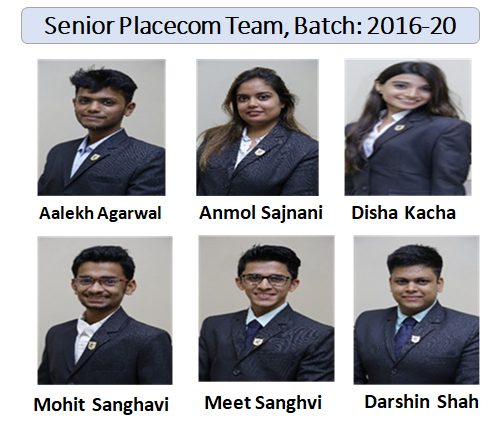 Senior Placecom Team, Batch: 2016-20
Aalekh Agarwal
Anmol Sajnani
Disha Kacha
Mohit Sanghavi
Meet Sanghvi
Darshin Shah